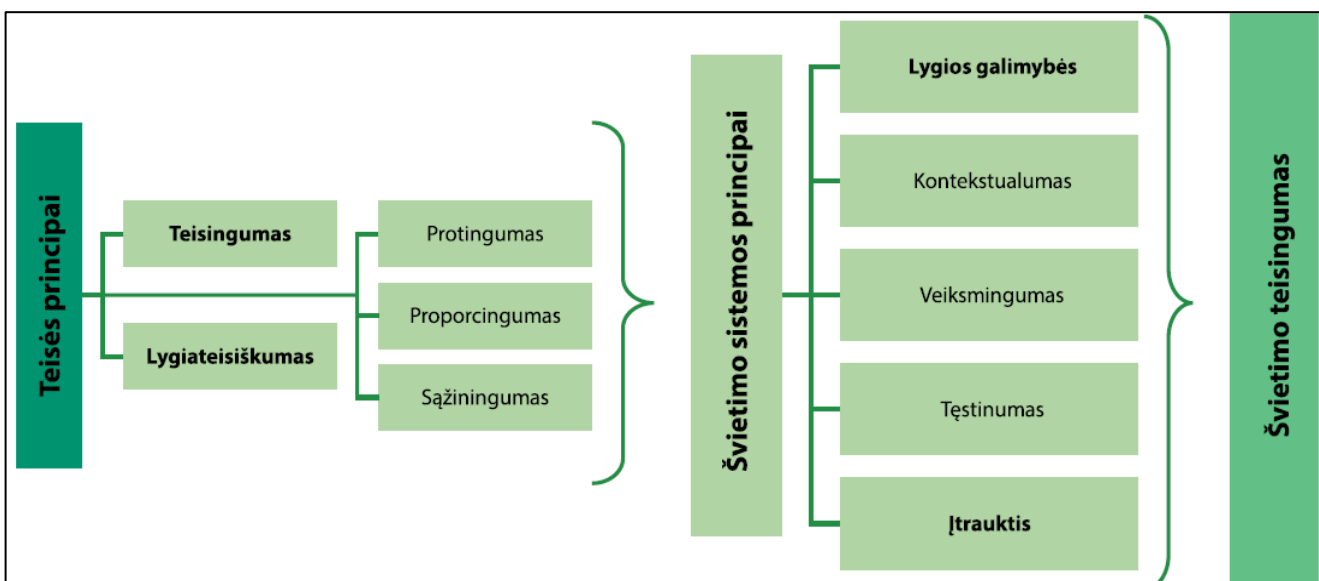 Teisės principai
Teisingumas
Lygiateisiškumas
Protingumas
Proporcingumas
Sąžiningumas
Švietimo sistemos principai
Lygios galimybės
Kontekstualumas
Veiksmingumas
Tęstinumas
Įtrauktis
Švietimo teisingumas